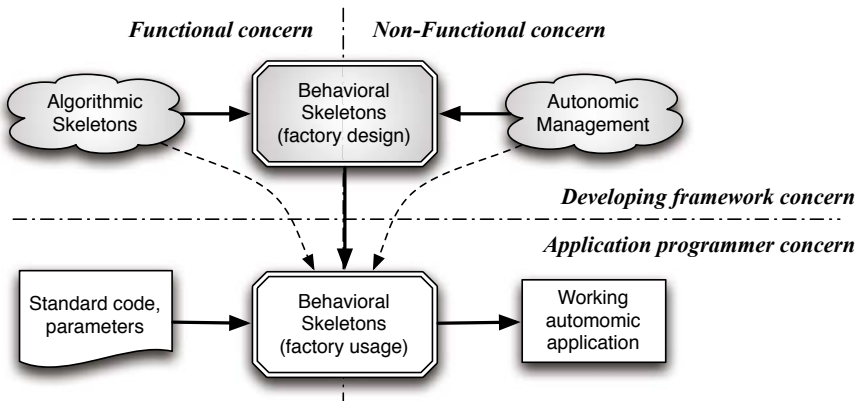 Functional concern
Non-Functional concern
Algorithmic
Skeletons
Behavioral
Skeletons
(factory design)
Autonomic
Management
Developing framework concern
Application programmer concern
Standard code,
parameters
Behavioral
Skeletons
(factory usage)
Working
automomic
application